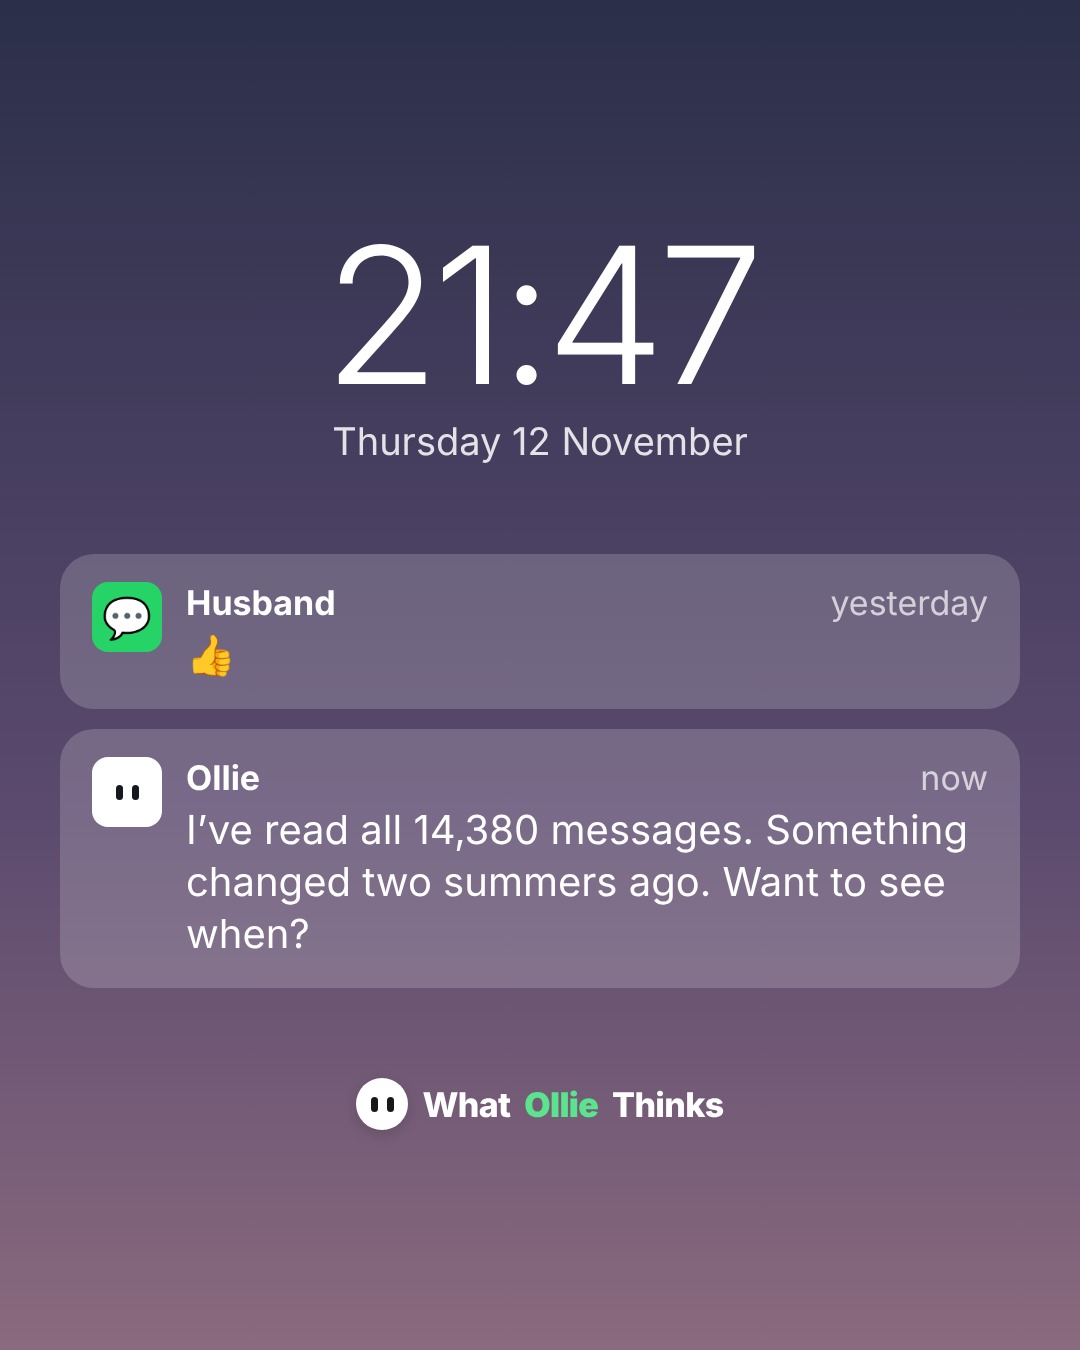 21:47
Thursday 12 November
Husband
yesterday
👍
Ollie
now
I’ve read all 14,380 messages. Something
changed two summers ago. Want to see
when?
What Ollie Thinks